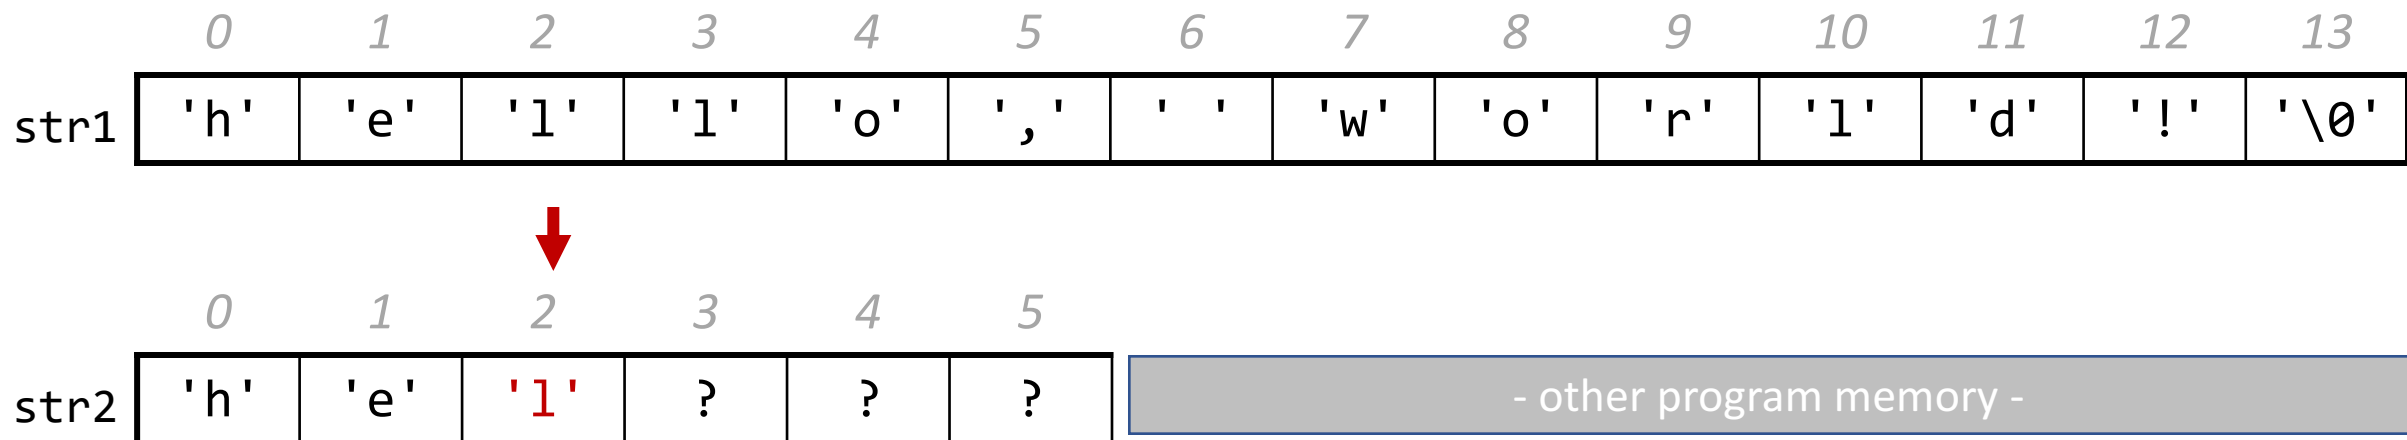 0 1 2 3 4 5 6 7 8 9 10 11 12 13
str1 'h' 'e' 'l' 'l' 'o' ',' ' ' 'w' 'o' 'r' 'l' 'd' '!' '\0'
0 1 2 3 4 5
str2 'h' 'e' 'l' ? ? ? - other program memory -